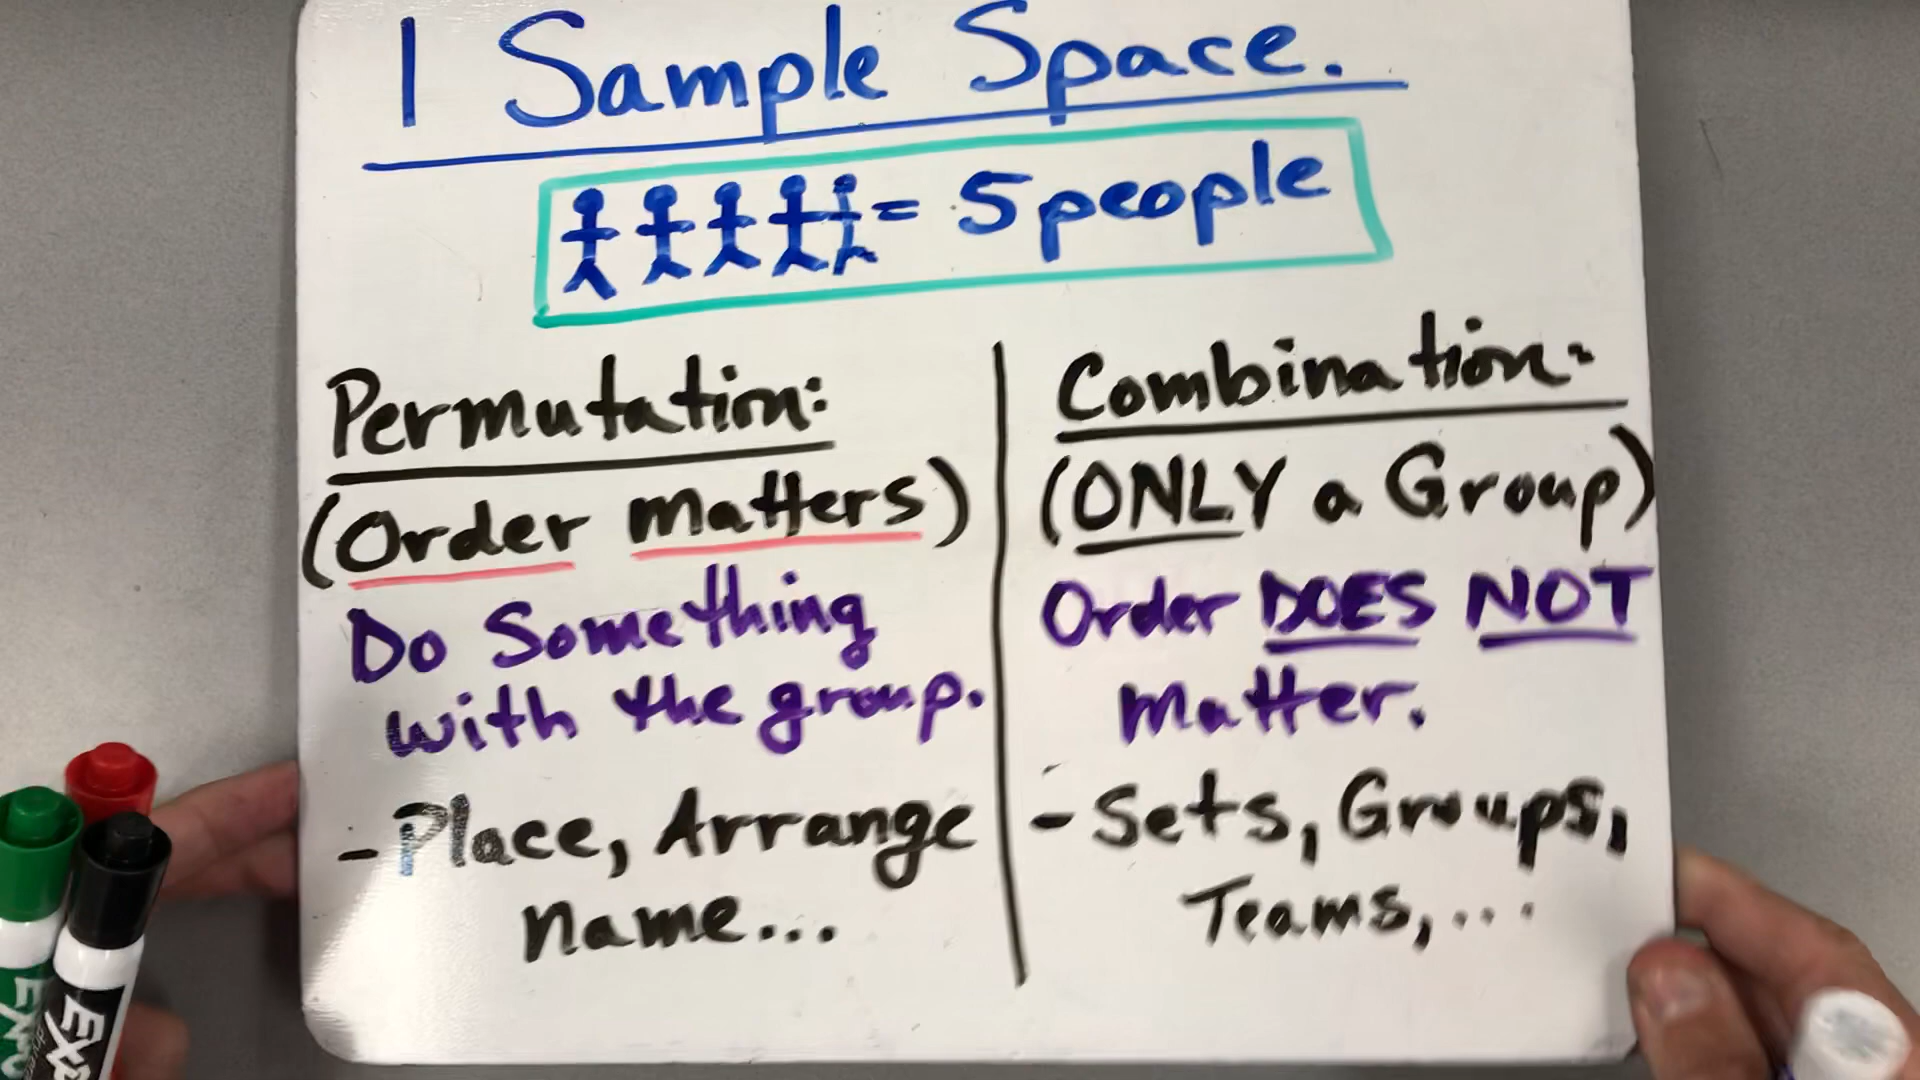 1 Sample Space.
= 5 people
Permutation:
(Order matters)
Do Something
with the group.
- Place, Arrange
name...
Combination:
(ONLY a Group)
Order DOES NOT
matter.
- Sets, Groups,
Teams, ...
EXPO